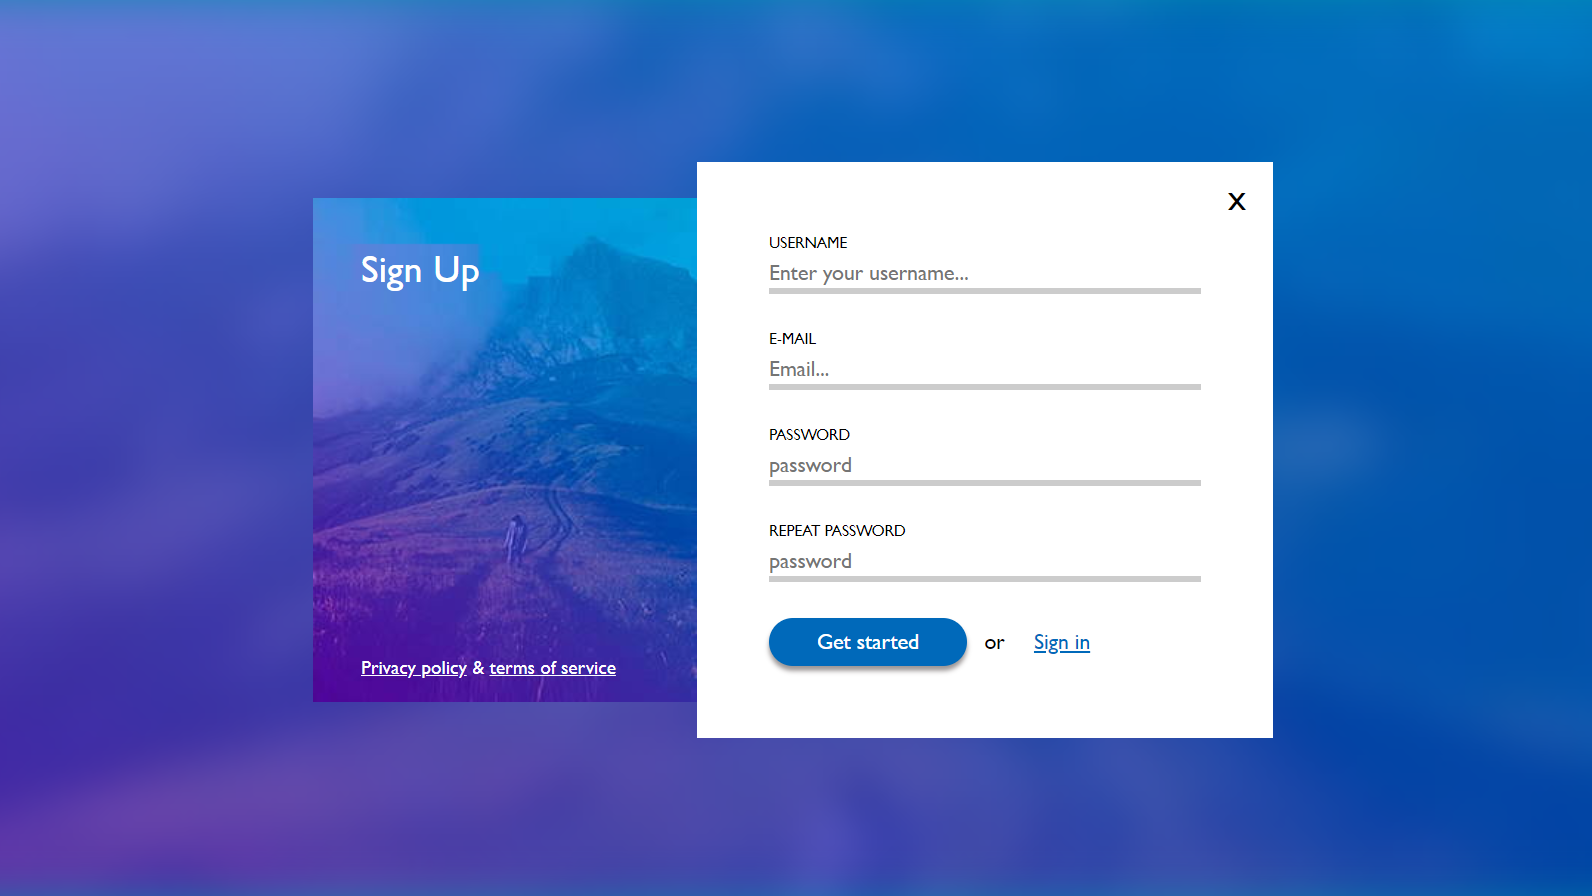 Sign Up
Privacy policy & terms of service
X
USERNAME
Enter your username...
E-MAIL
Email...
PASSWORD
password
REPEAT PASSWORD
password
Get started or Sign in